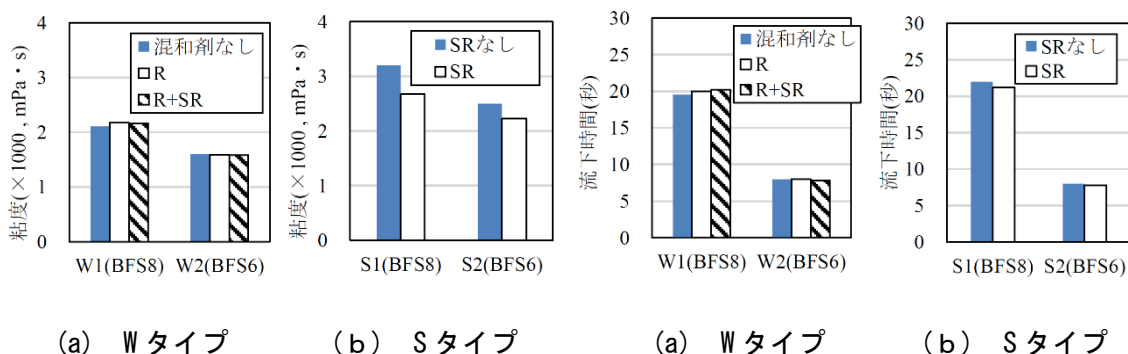 粘度(×1000 , mPa・s)
4
3
2
1
0
混和剤なし
R
R+SR
W1(BFS8) W2(BFS6)
(a) Wタイプ
粘度(×1000 , mPa・s)
4
3
2
1
0
SRなし
SR
S1(BFS8) S2(BFS6)
(b) Sタイプ
流下時間(秒)
30
25
20
15
10
5
0
混和剤なし
R
R+SR
W1(BFS8) W2(BFS6)
(a) Wタイプ
流下時間(秒)
30
25
20
15
10
5
0
SRなし
SR
S1(BFS8) S2(BFS6)
(b) Sタイプ